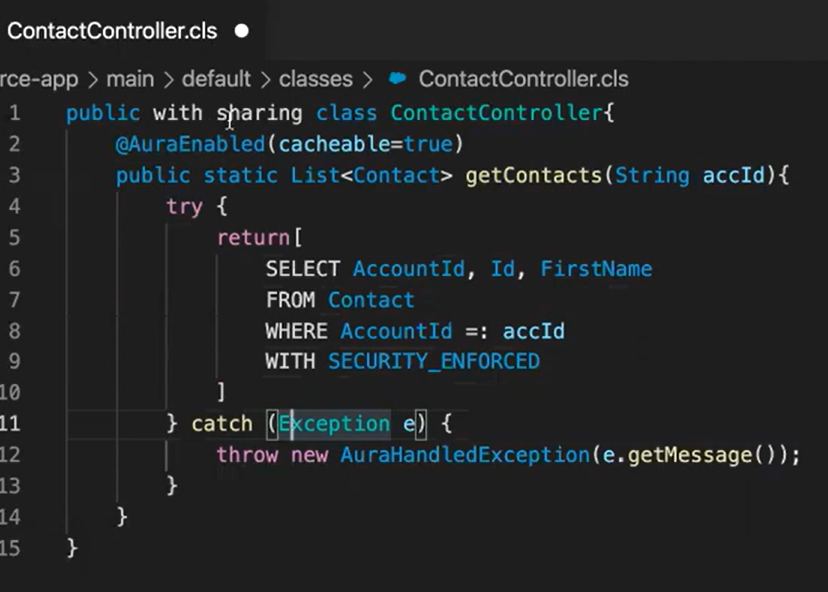 ContactController.cls
rce-app > main > default > classes > ContactController.cls
1 public with sharing class ContactController{
2 @AuraEnabled(cacheable=true)
3 public static List<Contact> getContacts(String accId){
4 try {
5 return[
6 SELECT AccountId, Id, FirstName
7 FROM Contact
8 WHERE AccountId =: accId
9 WITH SECURITY_ENFORCED
10 ]
11 } catch (Exception e) {
12 throw new AuraHandledException(e.getMessage());
13 }
14 }
15 }